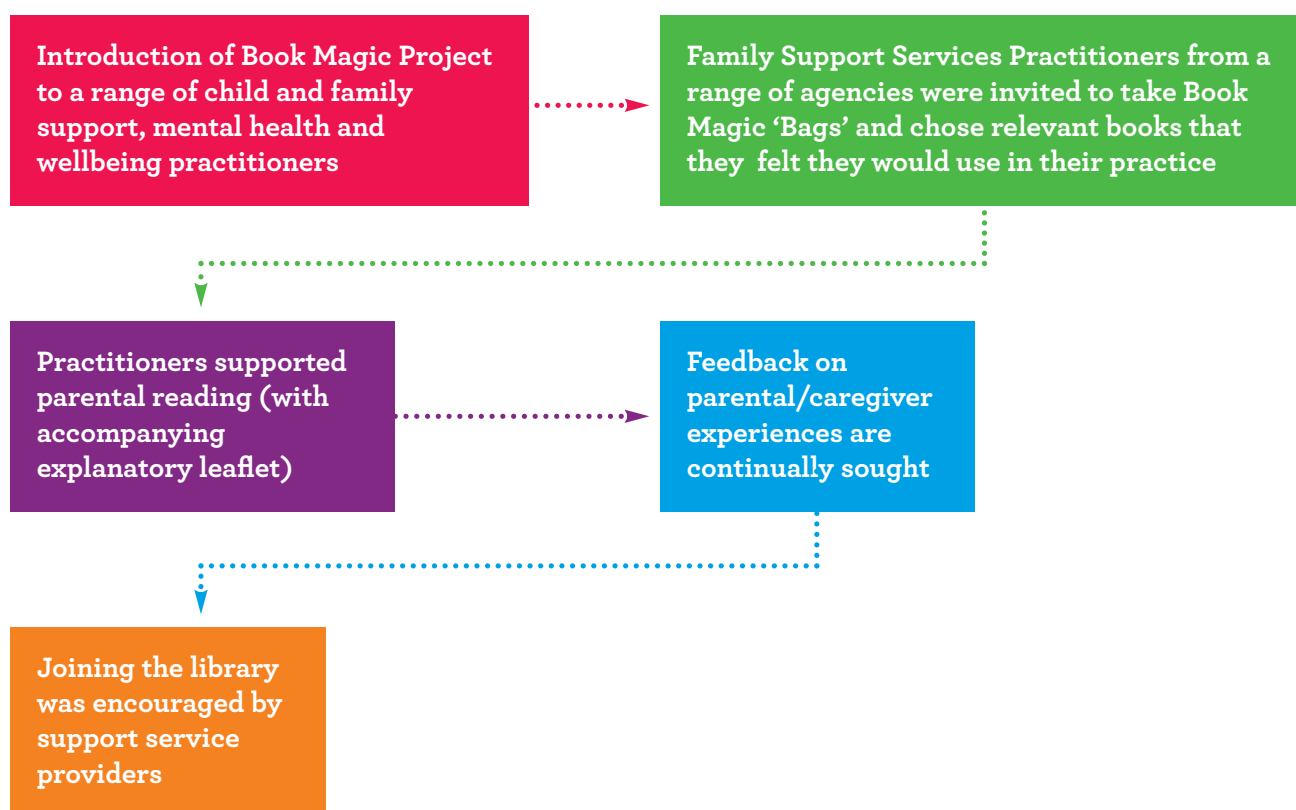 Introduction of Book Magic Project
to a range of child and family
support, mental health and
wellbeing practitioners
Family Support Services Practitioners from a
range of agencies were invited to take Book
Magic ‘Bags’ and chose relevant books that
they  felt they would use in their practice
Practitioners supported
parental reading (with
accompanying
explanatory leaflet)
Feedback on
parental/caregiver
experiences are
continually sought
Joining the library
was encouraged by
support service
providers